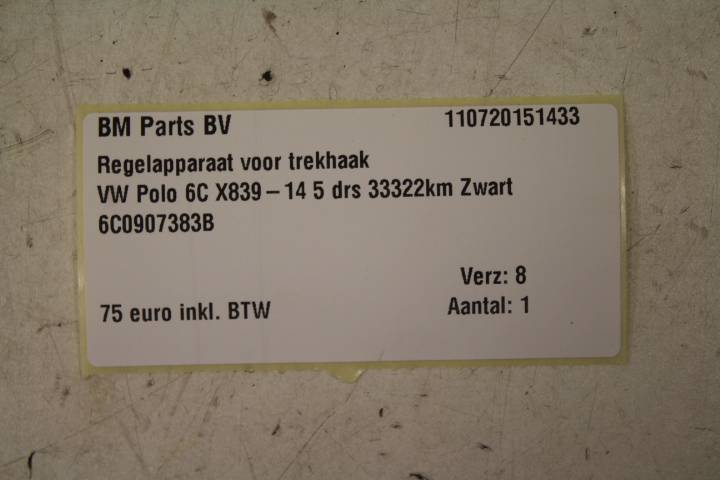 BM Parts BV 110720151433
Regelapparaat voor trekhaak
VW Polo 6C X839-14 5 drs 33322km Zwart
6C0907383B
Verz: 8
75 euro inkl. BTW Aantal: 1